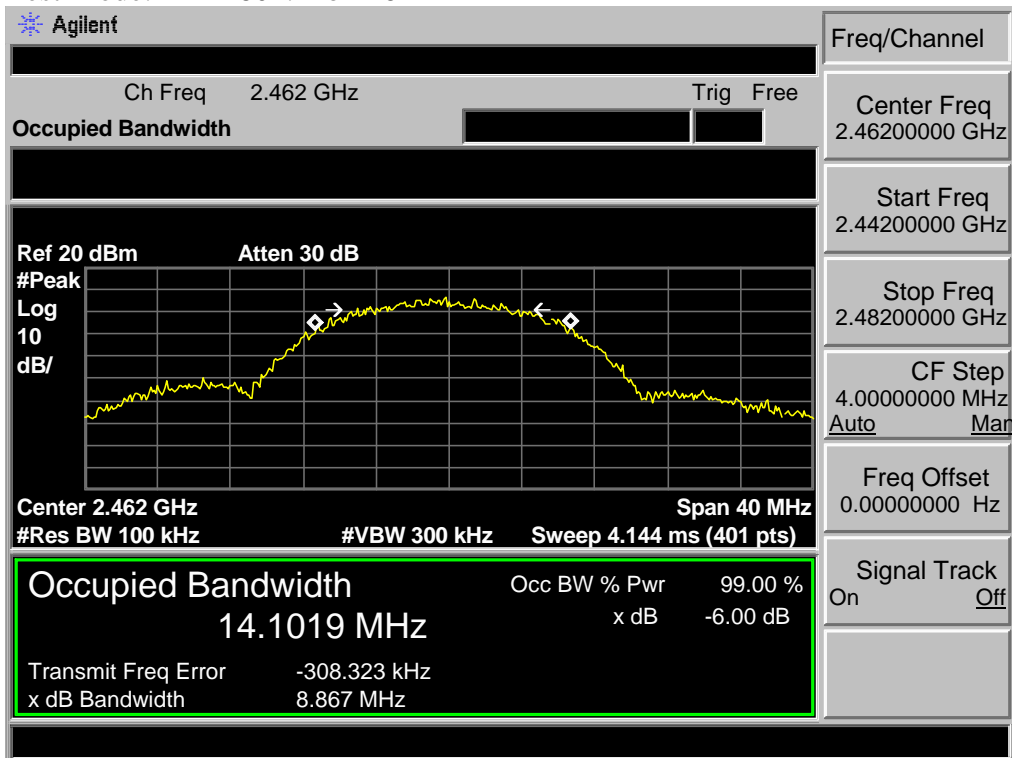 Agilent
Freq/Channel
Ch Freq 2.462 GHz Trig Free
Occupied Bandwidth
Center Freq
2.46200000 GHz
Start Freq
2.44200000 GHz
Stop Freq
2.48200000 GHz
CF Step
4.00000000 MHz
Auto Man
Freq Offset
0.00000000 Hz
Signal Track
On Off
Ref 20 dBm Atten 30 dB
#Peak
Log
10
dB/
Center 2.462 GHz Span 40 MHz
#Res BW 100 kHz #VBW 300 kHz Sweep 4.144 ms (401 pts)
Occupied Bandwidth Occ BW % Pwr 99.00 %
14.1019 MHz x dB -6.00 dB
Transmit Freq Error -308.323 kHz
x dB Bandwidth 8.867 MHz